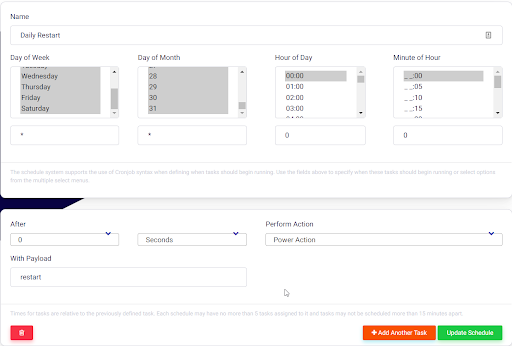 Name
Daily Restart
Day of Week Day of Month Hour of Day Minute of Hour
Wednesday 28 00:00 _ _:00
Thursday 29 01:00 _ _:05
Friday 30 02:00 _ _:10
Saturday 31 03:00 _ _:15
* * 0 0
The schedule system supports the use of Cronjob syntax when defining when tasks should begin running. Use the fields above to specify when these tasks should begin running or select options
from the multiple select menus.
After Perform Action
0 Seconds Power Action
With Payload
restart
Times for tasks are relative to the previously defined task. Each schedule may have no more than 5 tasks assigned to it and tasks may not be scheduled more than 15 minutes apart.
+ Add Another Task Update Schedule